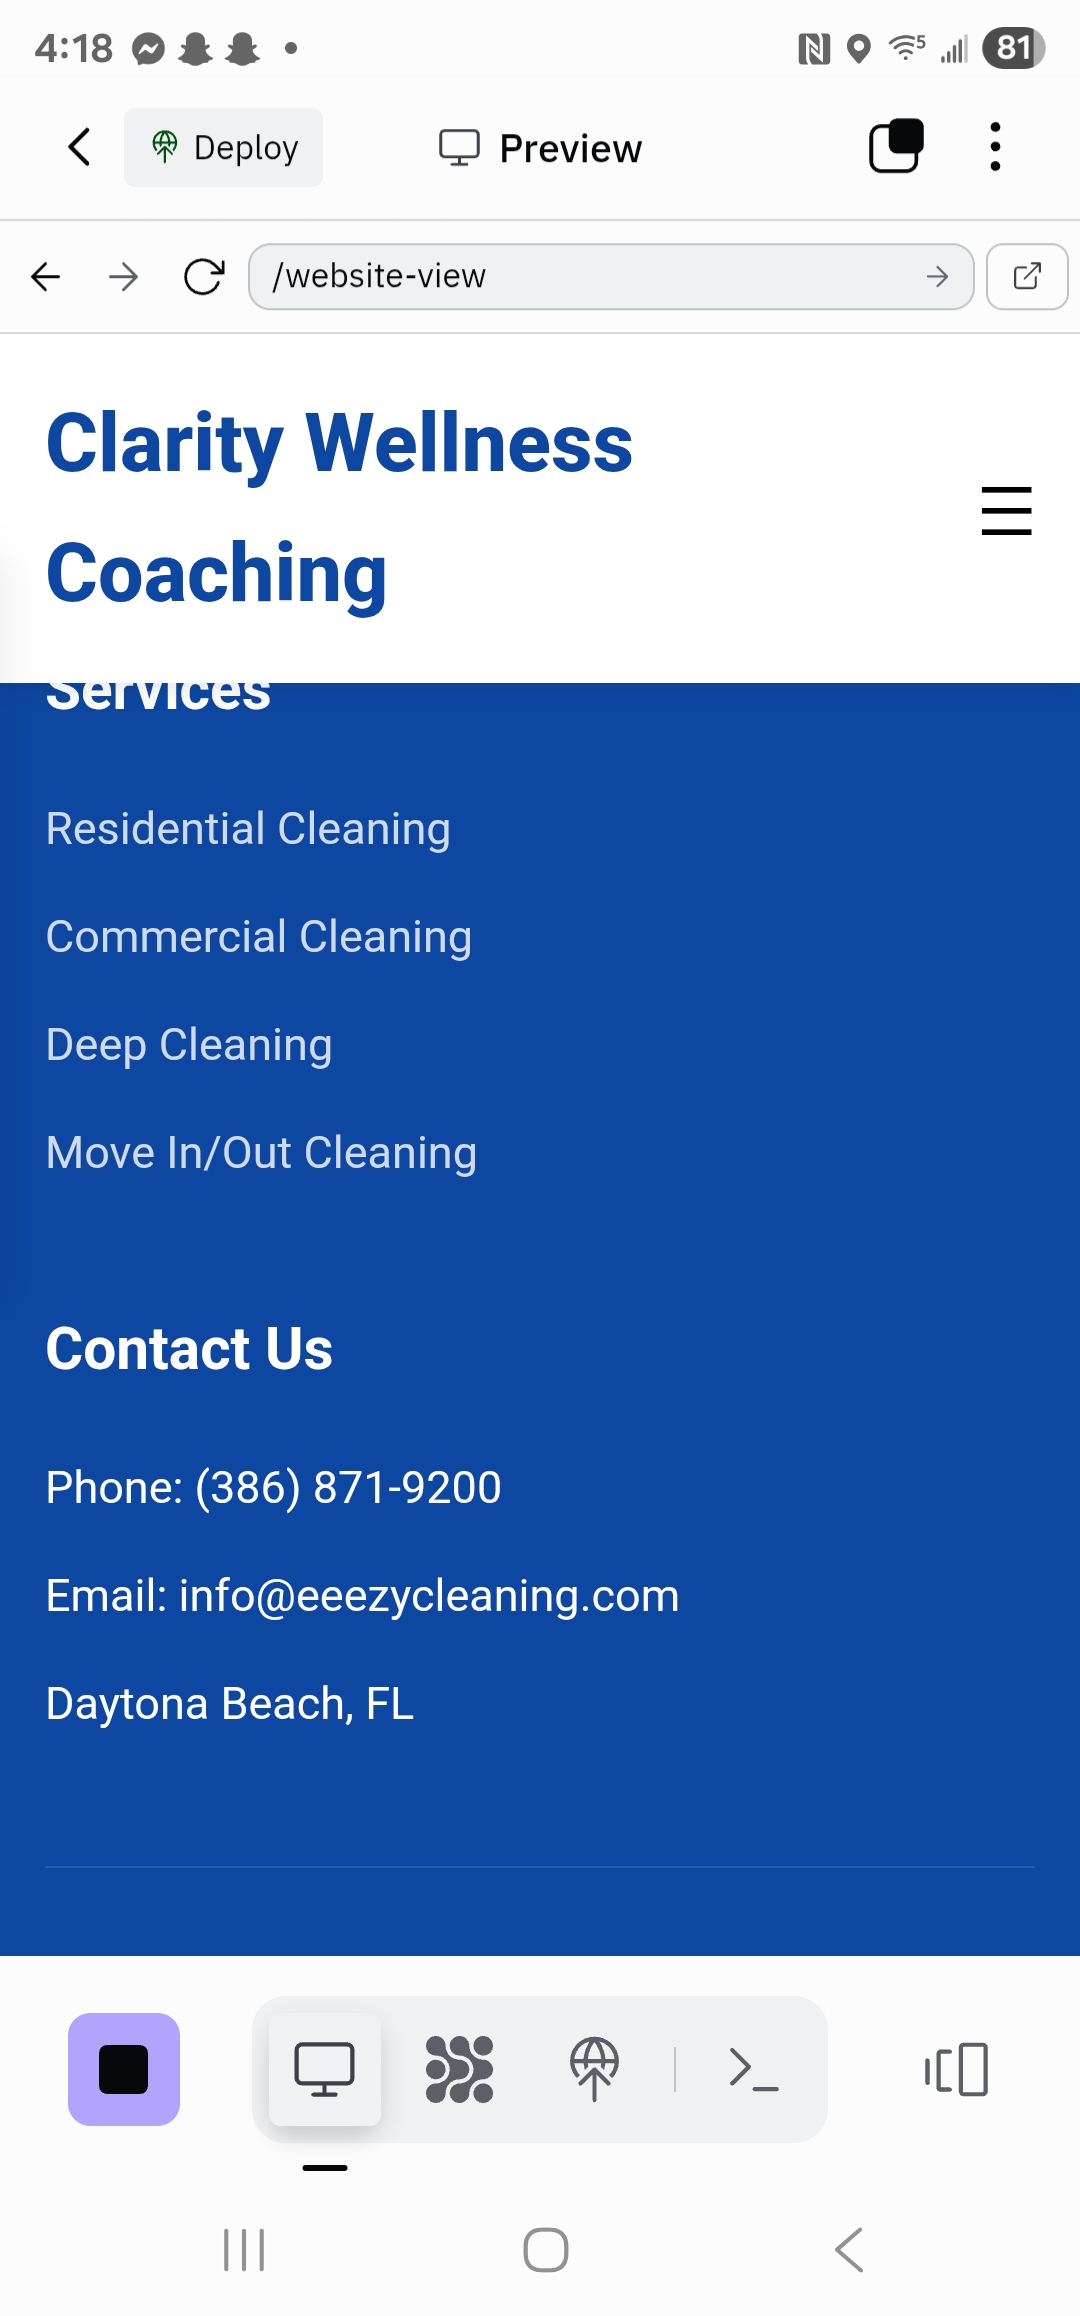 4:18
5
81
Deploy
Preview
/website-view
Clarity Wellness
Coaching
Services
Residential Cleaning
Commercial Cleaning
Deep Cleaning
Move In/Out Cleaning
Contact Us
Phone: (386) 871-9200
Email: info@eeezycleaning.com
Daytona Beach, FL